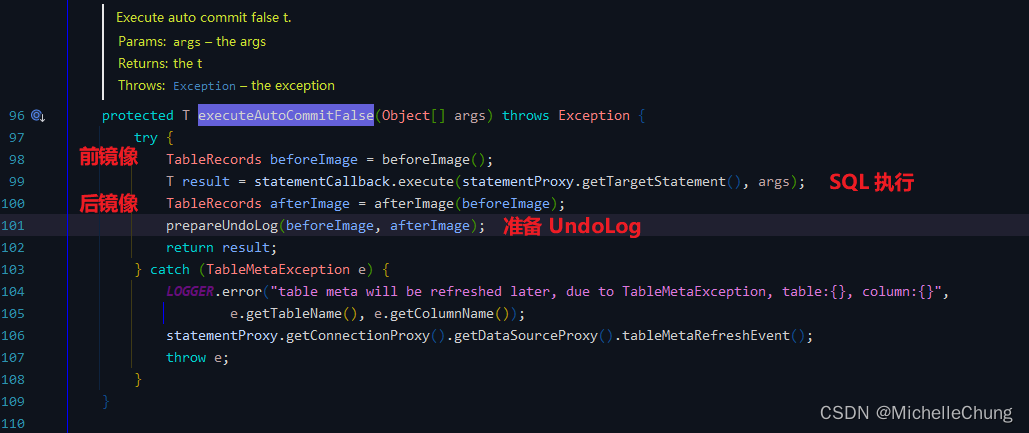 Execute auto commit false t.
Params: args – the args
Returns: the t
Throws: Exception – the exception
96 protected T executeAutoCommitFalse(Object[] args) throws Exception {
97 try {
前镜像 98 TableRecords beforeImage = beforeImage();
99 T result = statementCallback.execute(statementProxy.getTargetStatement(), args); SQL 执行
后镜像 100 TableRecords afterImage = afterImage(beforeImage);
101 prepareUndoLog(beforeImage, afterImage); 准备 UndoLog
102 return result;
103 } catch (TableMetaException e) {
104 LOGGER.error("table meta will be refreshed later, due to TableMetaException, table:{}, column:{}",
105 e.getTableName(), e.getColumnName());
106 statementProxy.getConnectionProxy().getDataSourceProxy().tableMetaRefreshEvent();
107 throw e;
108 }
109 }
110
CSDN @MichelleChung